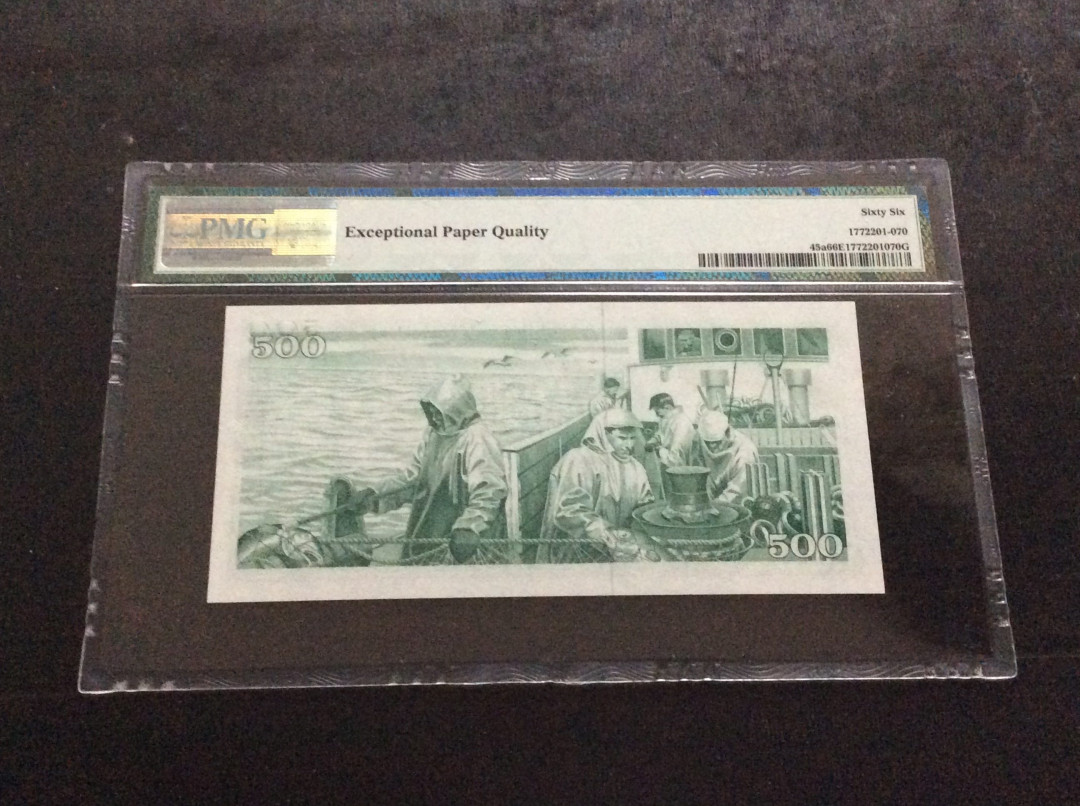 PMG
Exceptional Paper Quality
Sixty Six
1772201-070
45a66E1772201070G
500
500